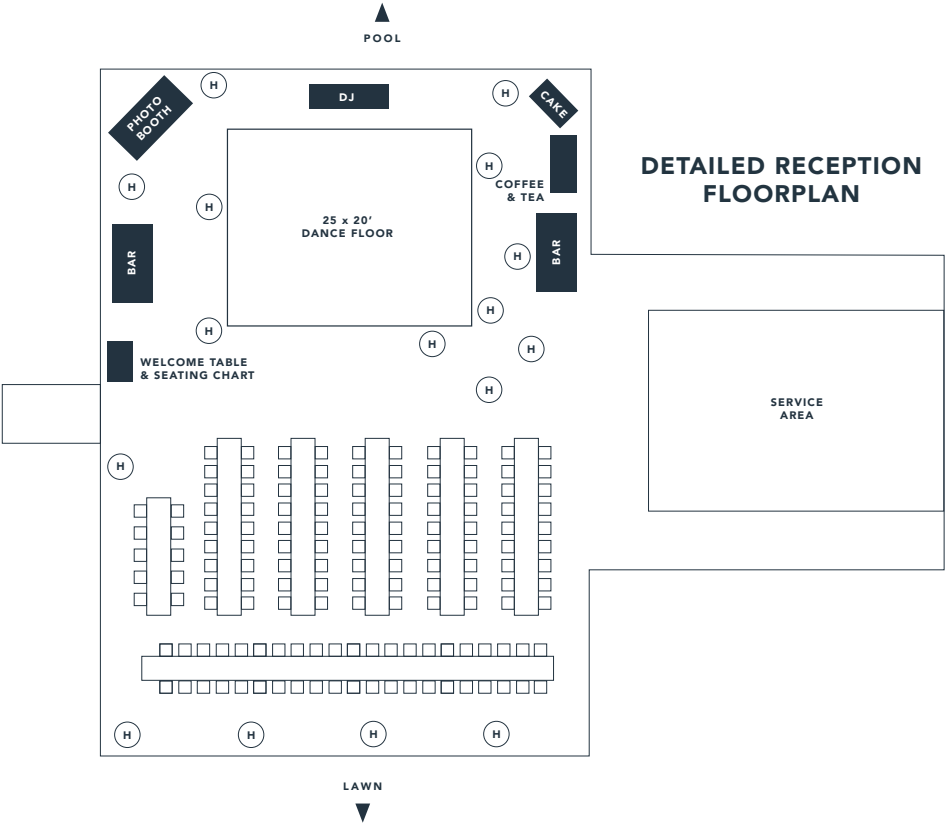 POOL
H
DJ
H
CAKE
PHOTO
BOOTH
DETAILED RECEPTION
FLOORPLAN
H
H
COFFEE
& TEA
H
25 x 20’
DANCE FLOOR
BAR
H
BAR
H
H
H
H
WELCOME TABLE
& SEATING CHART
H
SERVICE
AREA
H
H
H
H
H
LAWN